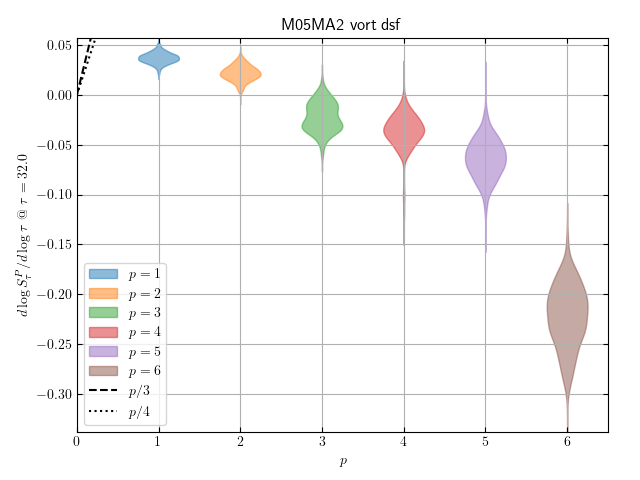 M05MA2 vort dsf
0.05
0.00
−0.05
−0.10
−0.15
−0.20
−0.25
−0.30
d log S_τ^P / d log τ @ τ = 32.0
p = 1
p = 2
p = 3
p = 4
p = 5
p = 6
p/3
p/4
0 1 2 3 4 5 6
p